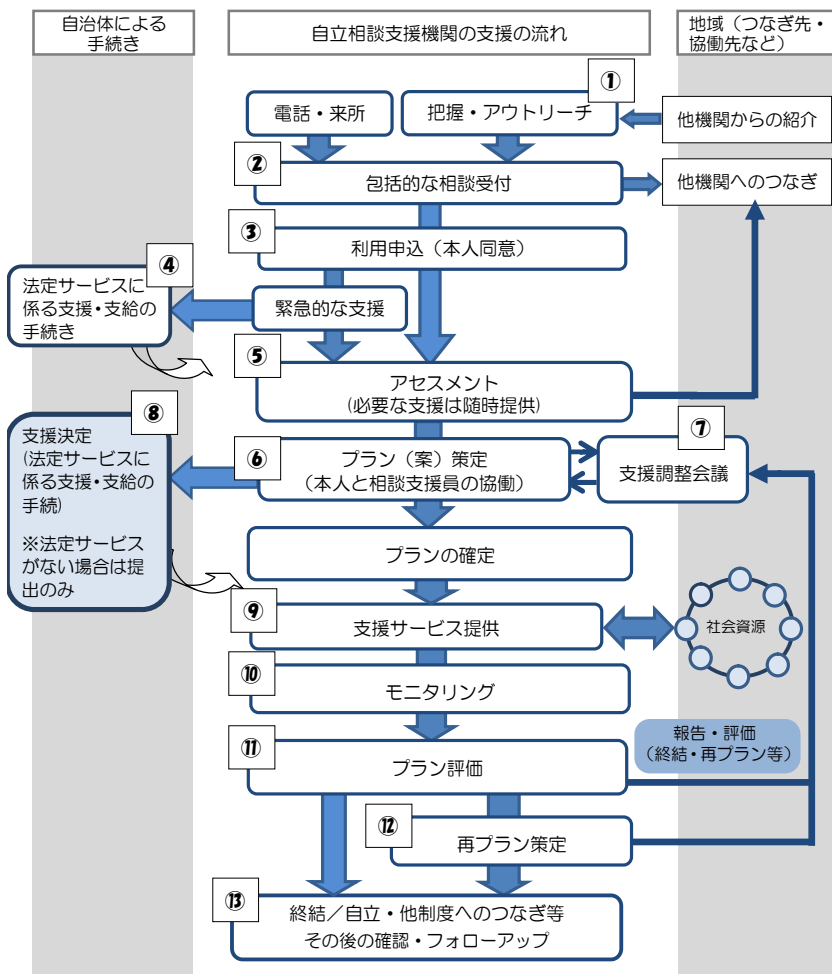 自治体による
手続き
自立相談支援機関の支援の流れ
地域（つなぎ先・
協働先など）
①
電話・来所
把握・アウトリーチ
他機関からの紹介
②
包括的な相談受付
他機関へのつなぎ
③
利用申込（本人同意）
④
法定サービスに
係る支援・支給の
手続き
緊急的な支援
⑤
アセスメント
(必要な支援は随時提供)
⑧
支援決定
(法定サービスに
係る支援・支給の
手続)
※法定サービス
がない場合は提
出のみ
⑥
プラン（案）策定
（本人と相談支援員の協働）
⑦
支援調整会議
プランの確定
⑨
支援サービス提供
社会資源
⑩
モニタリング
報告・評価
（終結・再プラン等）
⑪
プラン評価
⑫
再プラン策定
⑬
終結／自立・他制度へのつなぎ等
その後の確認・フォローアップ